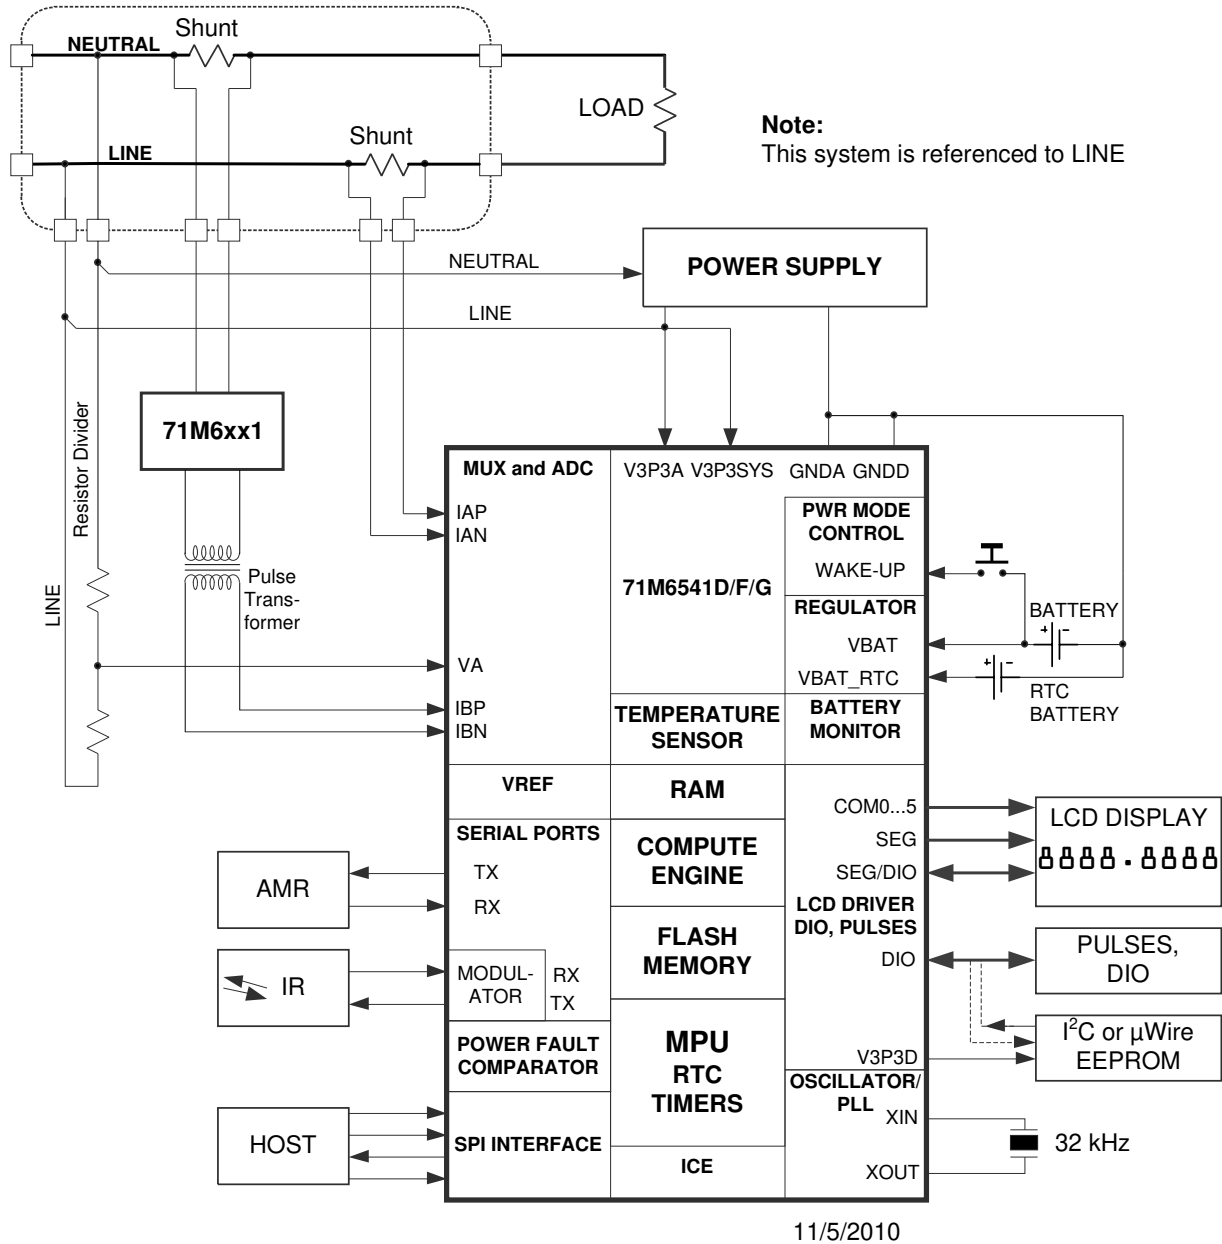 Shunt
NEUTRAL
LOAD
Note:
This system is referenced to LINE
Shunt
LINE
NEUTRAL
POWER SUPPLY
LINE
Resistor Divider
LINE
71M6xx1
Pulse
Trans-
former
MUX and ADC
V3P3A V3P3SYS
GNDA GNDD
IAP
IAN
PWR MODE
CONTROL
WAKE-UP
71M6541D/F/G
REGULATOR
BATTERY
+ -
VBAT
VA
VBAT_RTC
+ -
RTC
BATTERY
IBP
IBN
TEMPERATURE
SENSOR
BATTERY
MONITOR
VREF
RAM
COM0...5
LCD DISPLAY
8888.8888
SERIAL PORTS
COMPUTE
ENGINE
SEG
SEG/DIO
AMR
TX
RX
LCD DRIVER
DIO, PULSES
FLASH
MEMORY
DIO
PULSES,
DIO
IR
MODUL-
ATOR
RX
TX
I²C or µWire
EEPROM
POWER FAULT
COMPARATOR
MPU
RTC
TIMERS
V3P3D
OSCILLATOR/
PLL
XIN
HOST
SPI INTERFACE
32 kHz
ICE
XOUT
11/5/2010